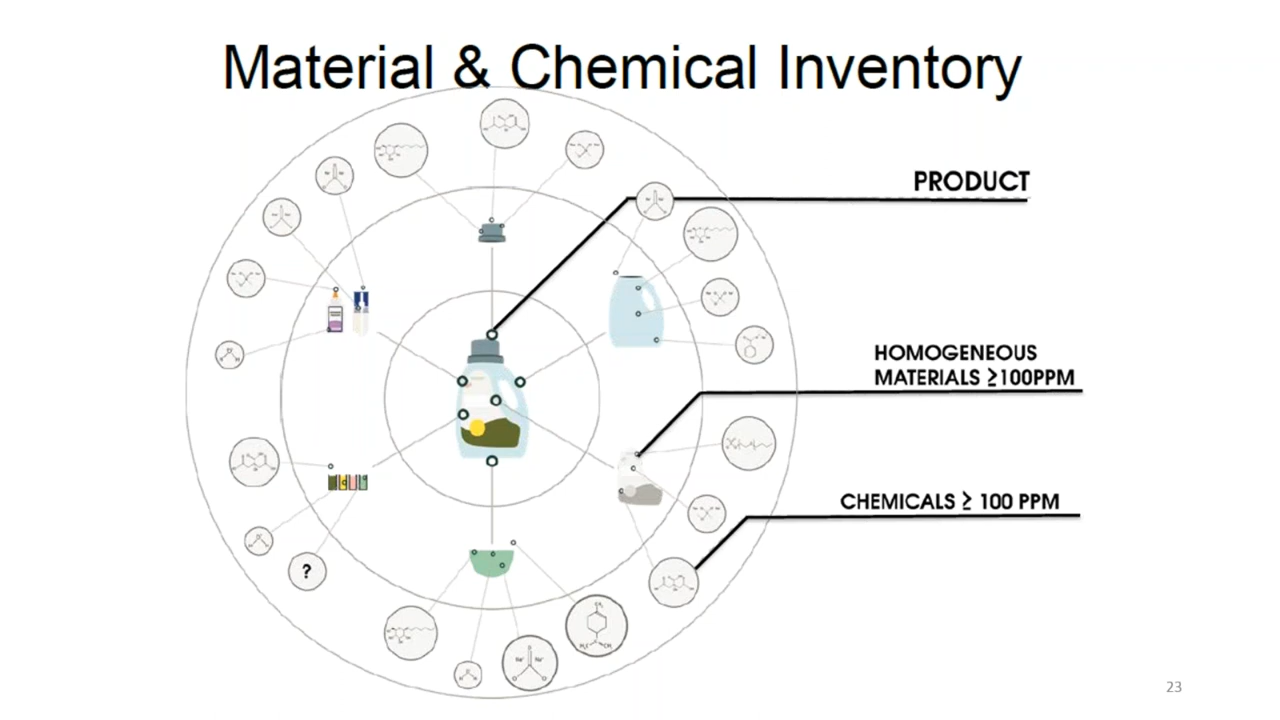 Material & Chemical Inventory
PRODUCT
HOMOGENEOUS
MATERIALS ≥100PPM
CHEMICALS ≥ 100 PPM
?
23